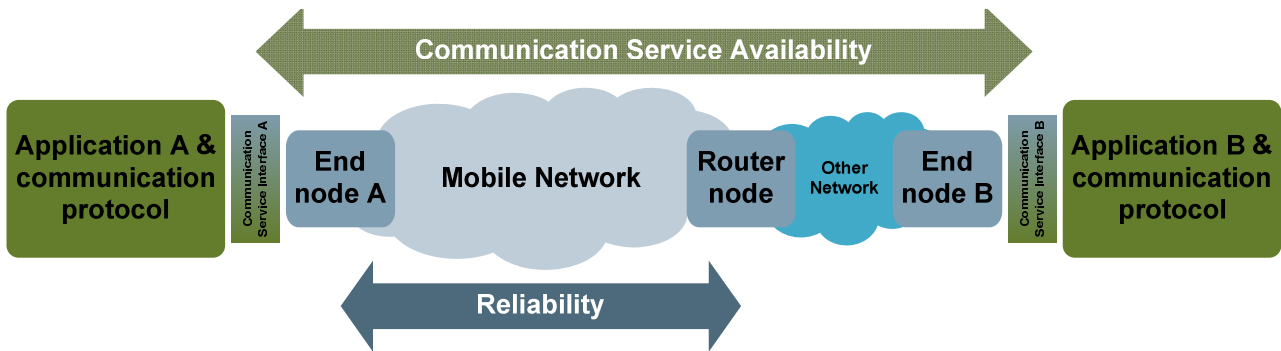 Communication Service Availability
Application A &
communication
protocol
Communication
Service Interface A
End
node A
Mobile Network
Router
node
Other
Network
End
node B
Communication
Service Interface B
Application B &
communication
protocol
Reliability